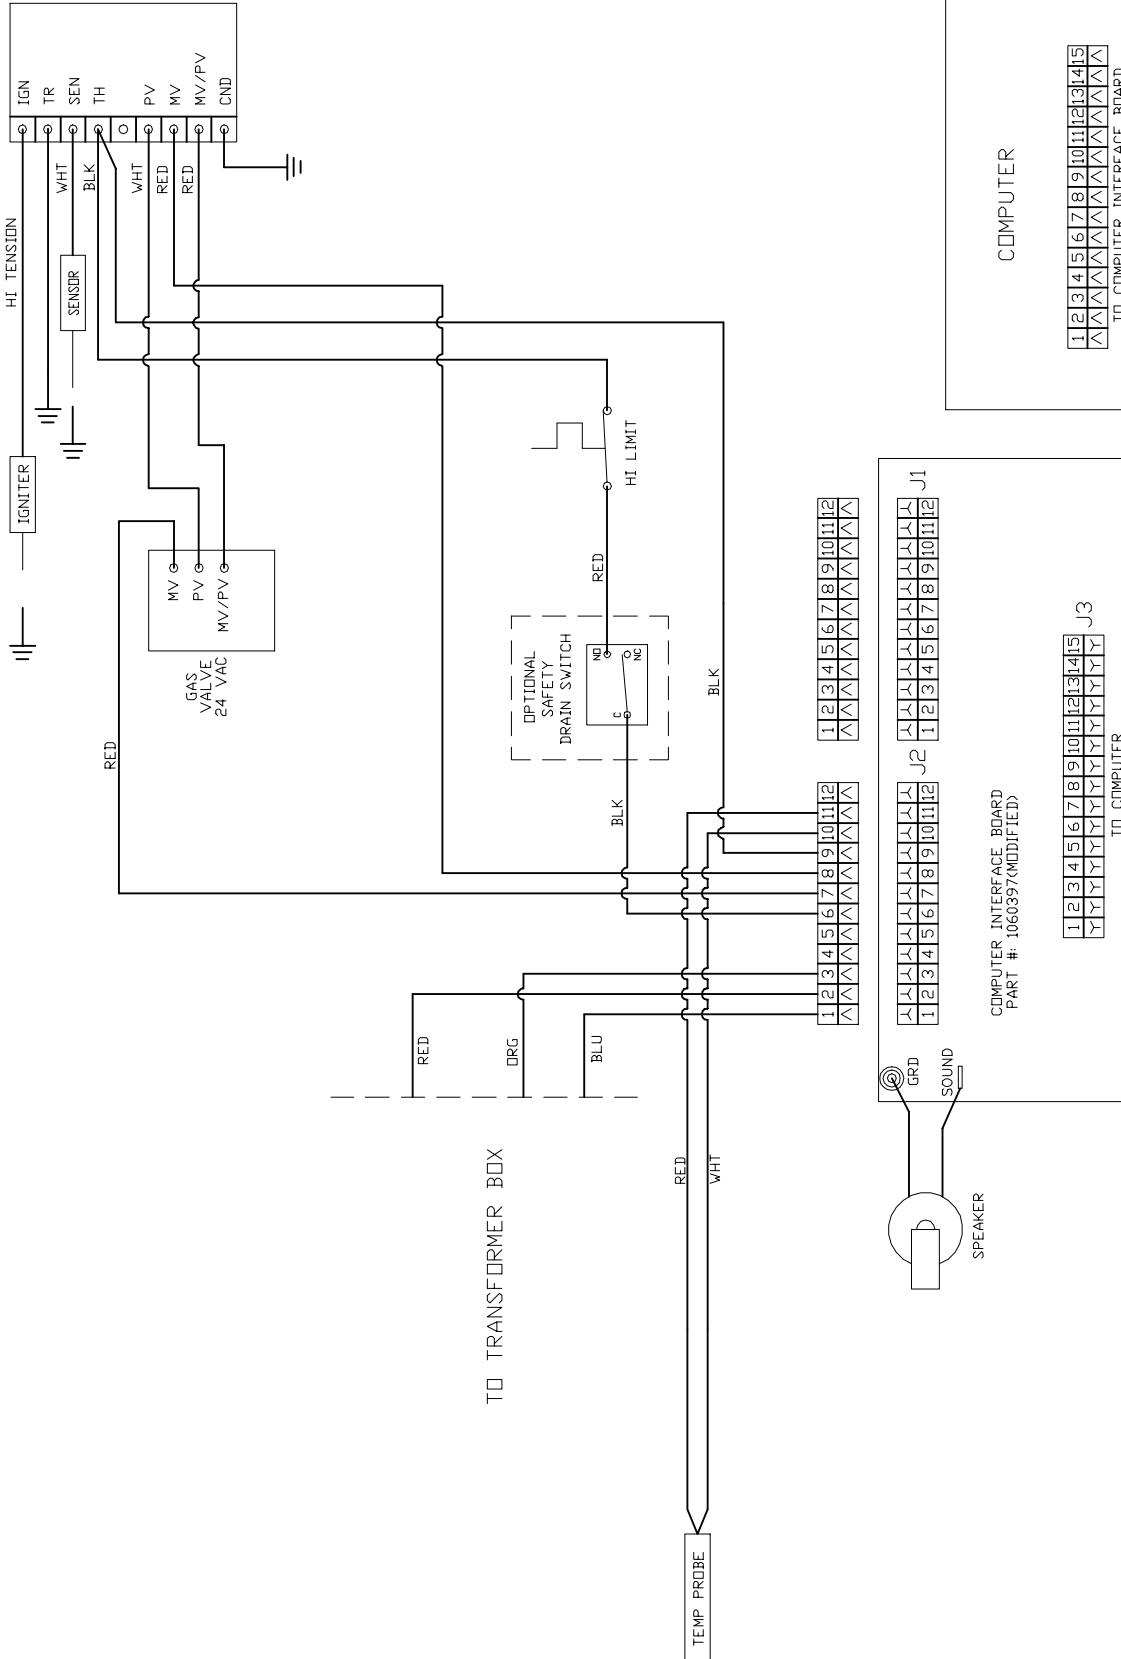 IGN
TR
SEN
TH
PV
MV
MV/PV
GND
HI TENSION
WHT
BLK
WHT
RED
RED
SENSOR
IGNITER
MV
PV
MV/PV
GAS
VALVE
24 VAC
RED
HI LIMIT
RED
OPTIONAL
SAFETY
DRAIN SWITCH
NO
NC
C
BLK
BLK
RED
ORG
BLU
TO TRANSFORMER BOX
RED
WHT
TEMP PROBE
1 2 3 4 5 6 7 8 9 10 11 12
1 2 3 4 5 6 7 8 9 10 11 12
J1
1 2 3 4 5 6 7 8 9 10 11 12
1 2 3 4 5 6 7 8 9 10 11 12
J2
COMPUTER INTERFACE BOARD
PART #: 1060397(MODIFIED)
GRD
SOUND
SPEAKER
1 2 3 4 5 6 7 8 9 10 11 12 13 14 15
J3
TO COMPUTER
COMPUTER
1 2 3 4 5 6 7 8 9 10 11 12 13 14 15
TO COMPUTER INTERFACE BOARD